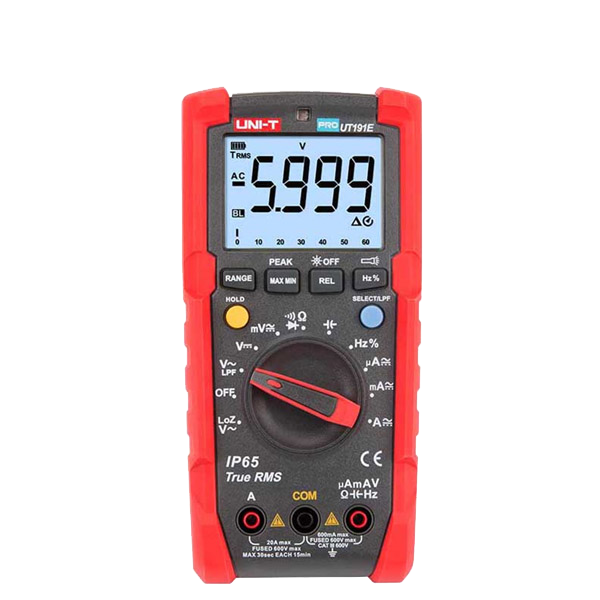 UNI-T PRO UT191E
V
TRMS
AC
-5.999
BL
Δ
0 10 20 30 40 50 60
PEAK OFF
RANGE MAX MIN REL Hz %
HOLD SELECT/LPF
Ω
mV
V Hz%
V~ μA
LPF
OFF mA
LoZ A
V~
IP65 CE
True RMS
μAmAV
A COM Ω Hz
20A max
FUSED 600V max
MAX 30sec EACH 15min
600mA max
FUSED 600V max
CAT III 600V